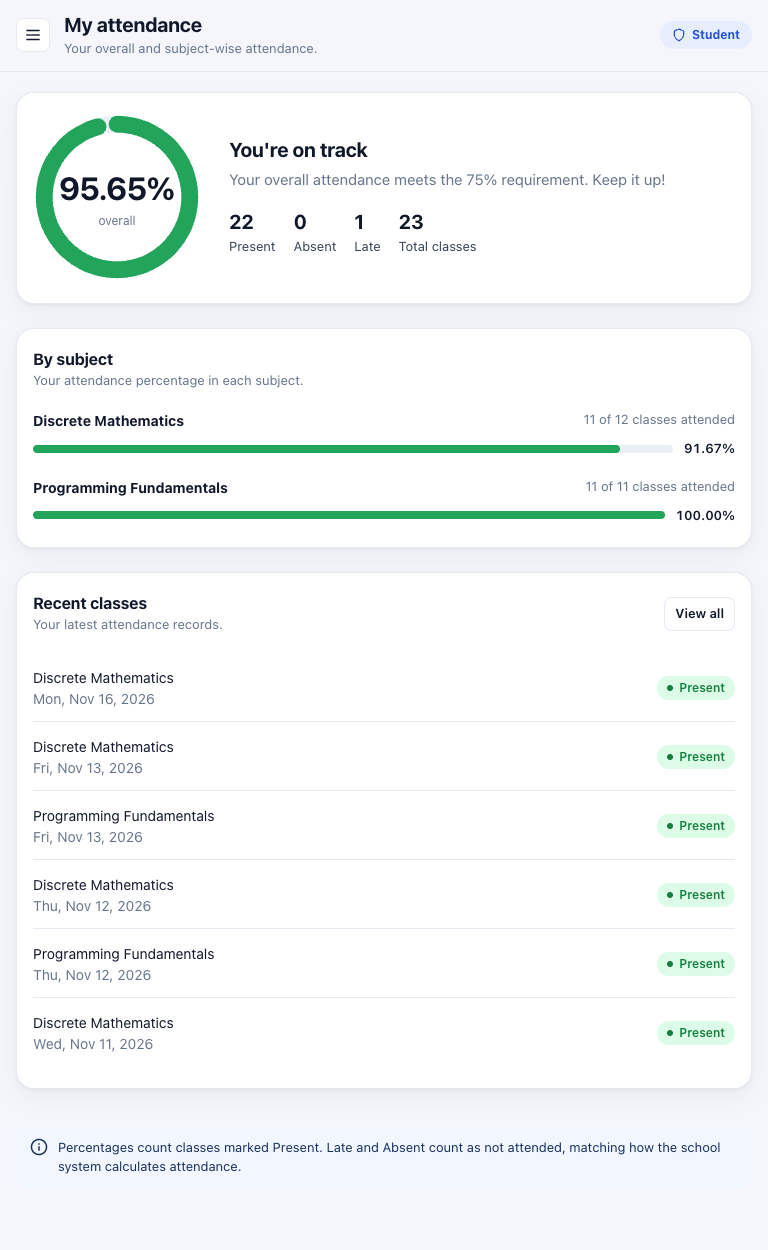 My attendance
Your overall and subject-wise attendance.
Student
95.65%
overall
You're on track
Your overall attendance meets the 75% requirement. Keep it up!
22 0 1 23
Present Absent Late Total classes
By subject
Your attendance percentage in each subject.
Discrete Mathematics 11 of 12 classes attended
91.67%
Programming Fundamentals 11 of 11 classes attended
100.00%
Recent classes
Your latest attendance records.
View all
Discrete Mathematics
Mon, Nov 16, 2026
Present
Discrete Mathematics
Fri, Nov 13, 2026
Present
Programming Fundamentals
Fri, Nov 13, 2026
Present
Discrete Mathematics
Thu, Nov 12, 2026
Present
Programming Fundamentals
Thu, Nov 12, 2026
Present
Discrete Mathematics
Wed, Nov 11, 2026
Present
Percentages count classes marked Present. Late and Absent count as not attended, matching how the school
system calculates attendance.